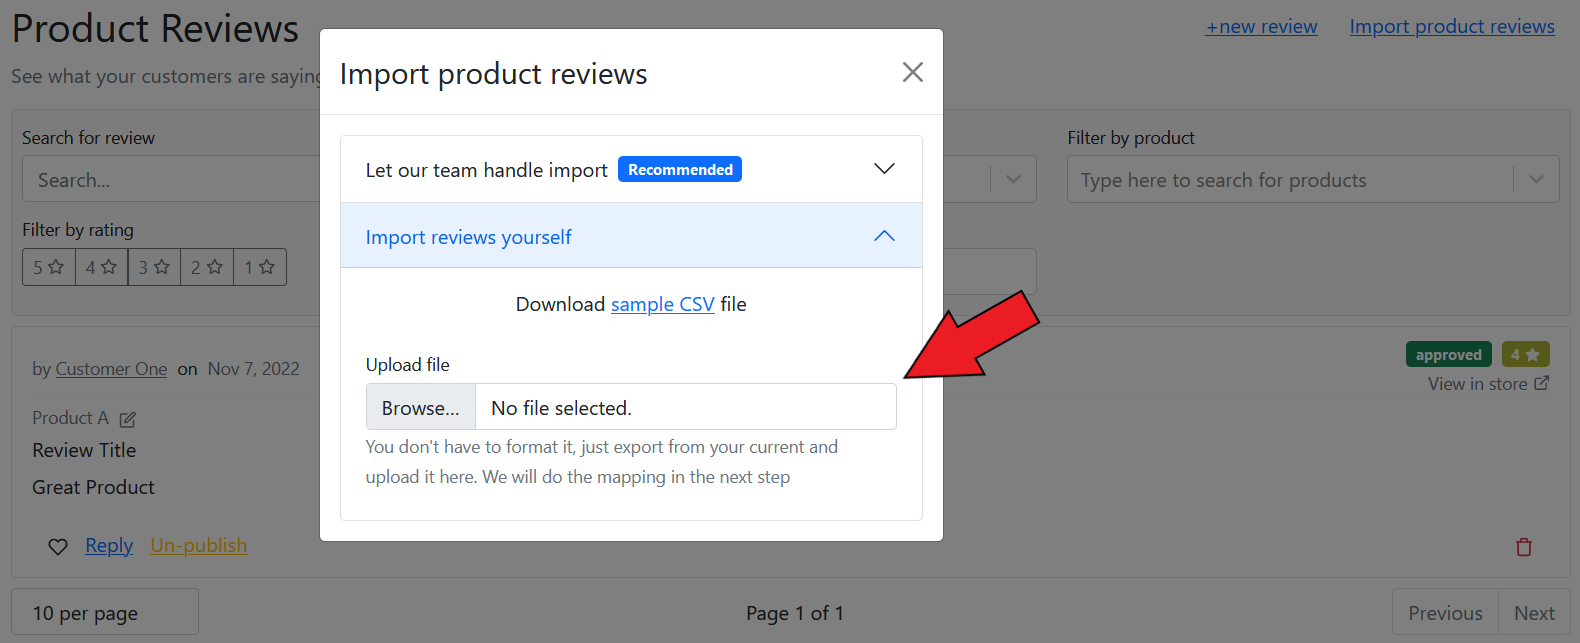 Product Reviews
+new review
Import product reviews
See what your customers are saying
Import product reviews
Search for review
Search...
Filter by product
Type here to search for products
Filter by rating
5
4
3
2
1
Let our team handle import Recommended
Import reviews yourself
Download sample CSV file
Upload file
Browse... No file selected.
You don't have to format it, just export from your current and
upload it here. We will do the mapping in the next step
by Customer One on Nov 7, 2022
approved 4
View in store
Product A
Review Title
Great Product
Reply Un-publish
10 per page
Page 1 of 1
Previous Next